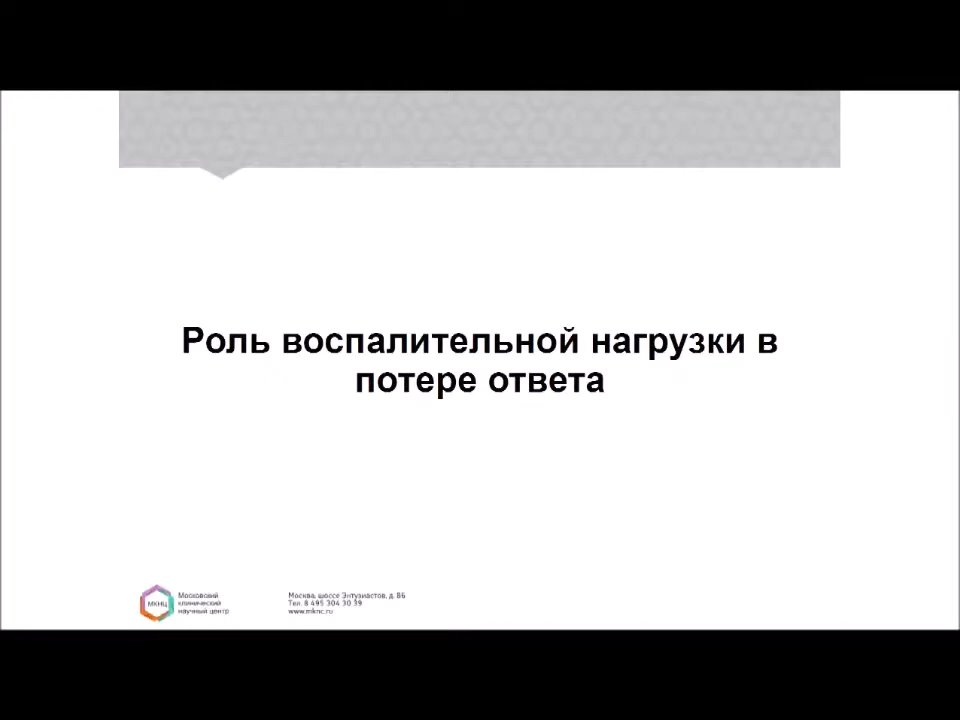 Роль воспалительной нагрузки в
потере ответа
МКНЦ
Московский
клинический
научный центр
Москва, шоссе Энтузиастов, д. 86
Тел. 8 495 304 30 39
www.mknc.ru